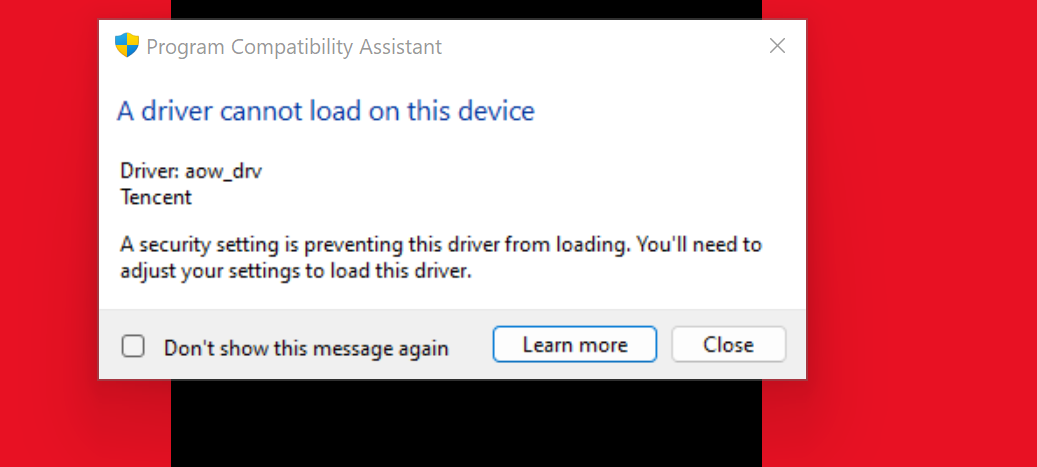 Program Compatibility Assistant
A driver cannot load on this device
Driver: aow_drv
Tencent
A security setting is preventing this driver from loading. You'll need to
adjust your settings to load this driver.
Don't show this message again
Learn more
Close